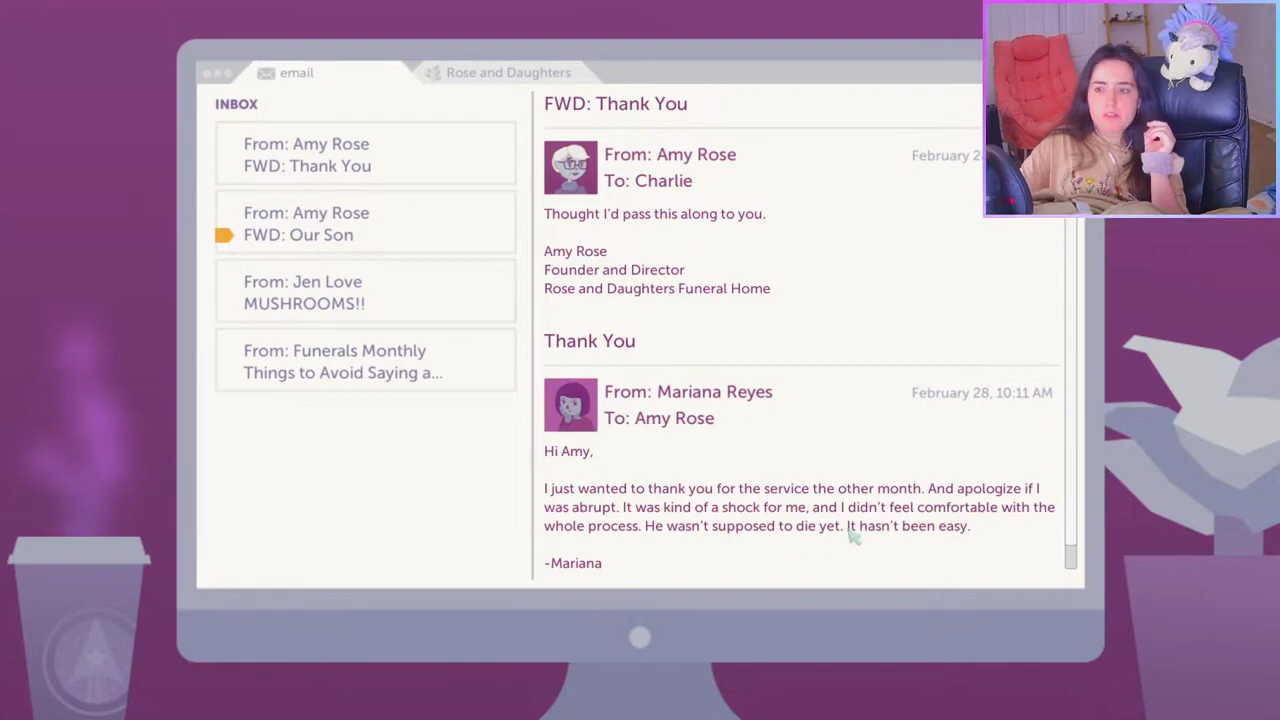 email
Rose and Daughters
INBOX
From: Amy Rose
FWD: Thank You
From: Amy Rose
FWD: Our Son
From: Jen Love
MUSHROOMS!!
From: Funerals Monthly
Things to Avoid Saying a...
FWD: Thank You
From: Amy Rose
February 2
To: Charlie
Thought I'd pass this along to you.
Amy Rose
Founder and Director
Rose and Daughters Funeral Home
Thank You
From: Mariana Reyes
February 28, 10:11 AM
To: Amy Rose
Hi Amy,
I just wanted to thank you for the service the other month. And apologize if I
was abrupt. It was kind of a shock for me, and I didn't feel comfortable with the
whole process. He wasn't supposed to die yet. It hasn't been easy.
-Mariana